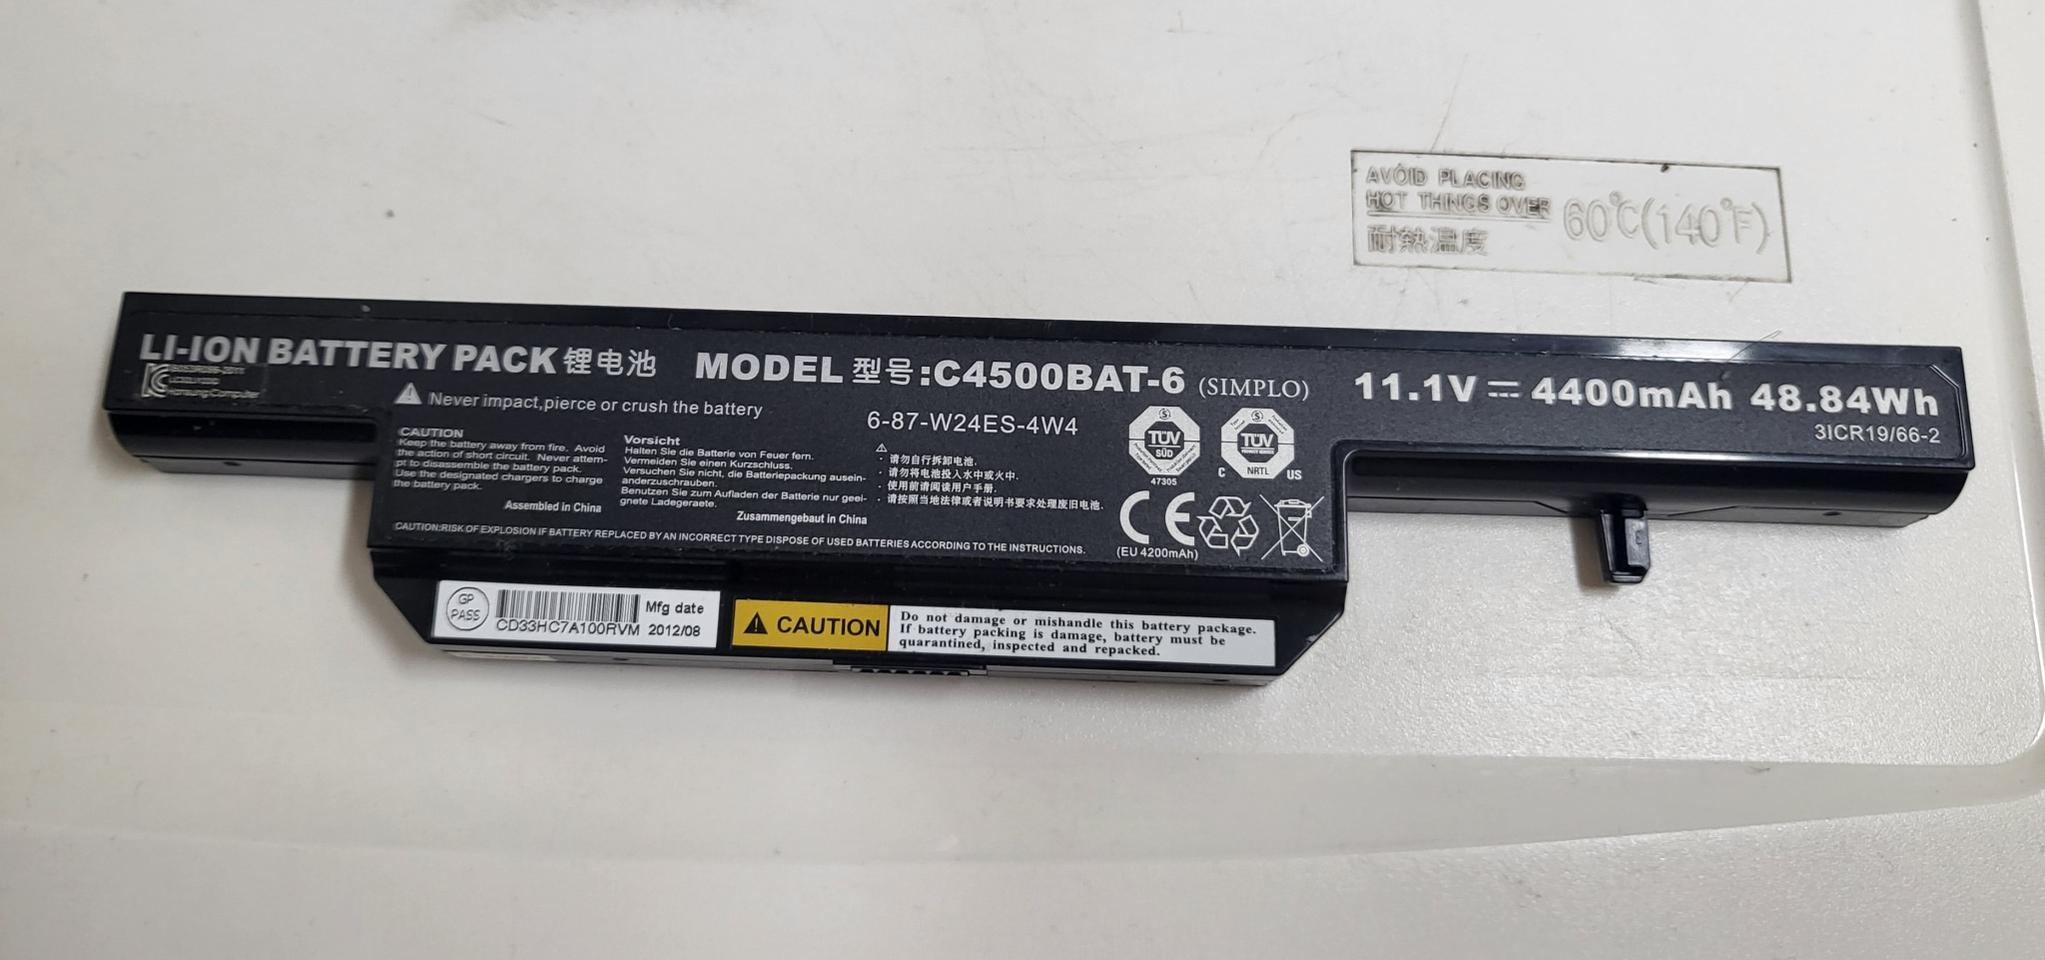 AVOID PLACING
HOT THINGS OVER
耐熱温度
60℃(140°F)
LI-ION BATTERY PACK 锂电池
MODEL 型号:C4500BAT-6 (SIMPLO)
11.1V ⎓ 4400mAh 48.84Wh
3ICR19/66-2
Hansung Computer
Never impact,pierce or crush the battery
6-87-W24ES-4W4
CAUTION
Keep the battery away from fire. Avoid
the action of short circuit. Never attem-
pt to disassemble the battery pack.
Use the designated chargers to charge
the battery pack.
Assembled in China
Vorsicht
Halten Sie die Batterie von Feuer fern.
Vermeiden Sie einen Kurzschluss.
Versuchen Sie nicht, die Batteriepackung ausein-
anderzuschrauben.
Benutzen Sie zum Aufladen der Batterie nur geei-
gnete Ladegeraete.
Zusammengebaut in China
· 请勿自行拆卸电池.
· 请勿将电池投入水中或火中.
· 使用前请阅读用户手册.
· 请按照当地法律或者说明书要求处理废旧电池.
TÜV
SÜD
47305
TÜV
PRODUCT SERVICE
C NRTL US
CE
(EU 4200mAh)
CAUTION:RISK OF EXPLOSION IF BATTERY REPLACED BY AN INCORRECT TYPE DISPOSE OF USED BATTERIES ACCORDING TO THE INSTRUCTIONS.
GP
PASS
CD33HC7A100RVM
Mfg date
2012/08
CAUTION
Do not damage or mishandle this battery package.
If battery packing is damage, battery must be
quarantined, inspected and repacked.